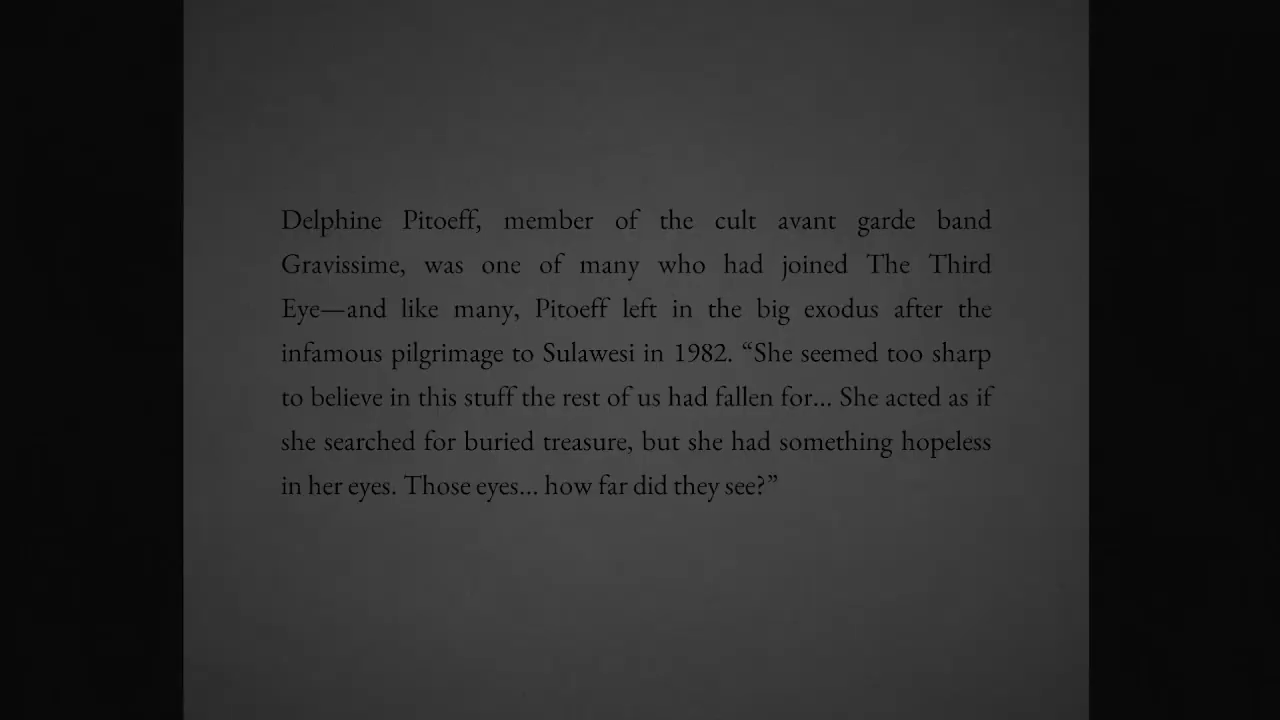 Delphine Pitoeff, member of the cult avant garde band
Gravissime, was one of many who had joined The Third
Eye—and like many, Pitoeff left in the big exodus after the
infamous pilgrimage to Sulawesi in 1982. “She seemed too sharp
to believe in this stuff the rest of us had fallen for... She acted as if
she searched for buried treasure, but she had something hopeless
in her eyes. Those eyes... how far did they see?”